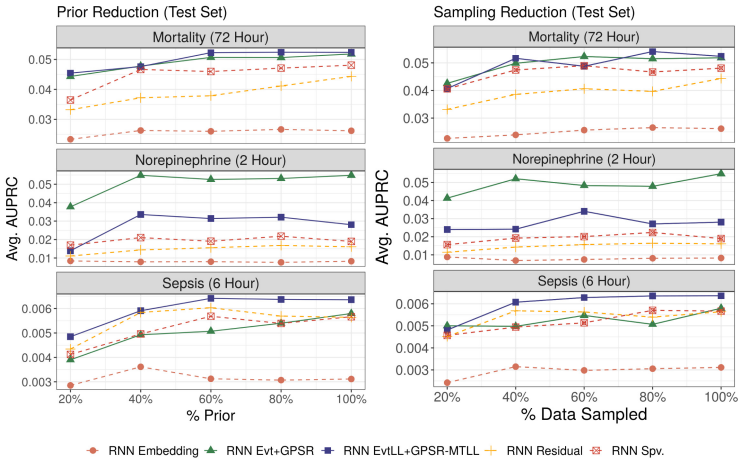 Prior Reduction (Test Set)
Sampling Reduction (Test Set)
Avg. AUPRC
Mortality (72 Hour)
0.05
0.04
0.03
Norepinephrine (2 Hour)
0.05
0.04
0.03
0.02
0.01
Sepsis (6 Hour)
0.006
0.005
0.004
0.003
20% 40% 60% 80% 100%
% Prior
Avg. AUPRC
Mortality (72 Hour)
0.05
0.04
0.03
Norepinephrine (2 Hour)
0.05
0.04
0.03
0.02
0.01
Sepsis (6 Hour)
0.006
0.005
0.004
0.003
20% 40% 60% 80% 100%
% Data Sampled
RNN Embedding RNN Evt+GPSR RNN EvtLL+GPSR-MTLL RNN Residual RNN Spv.